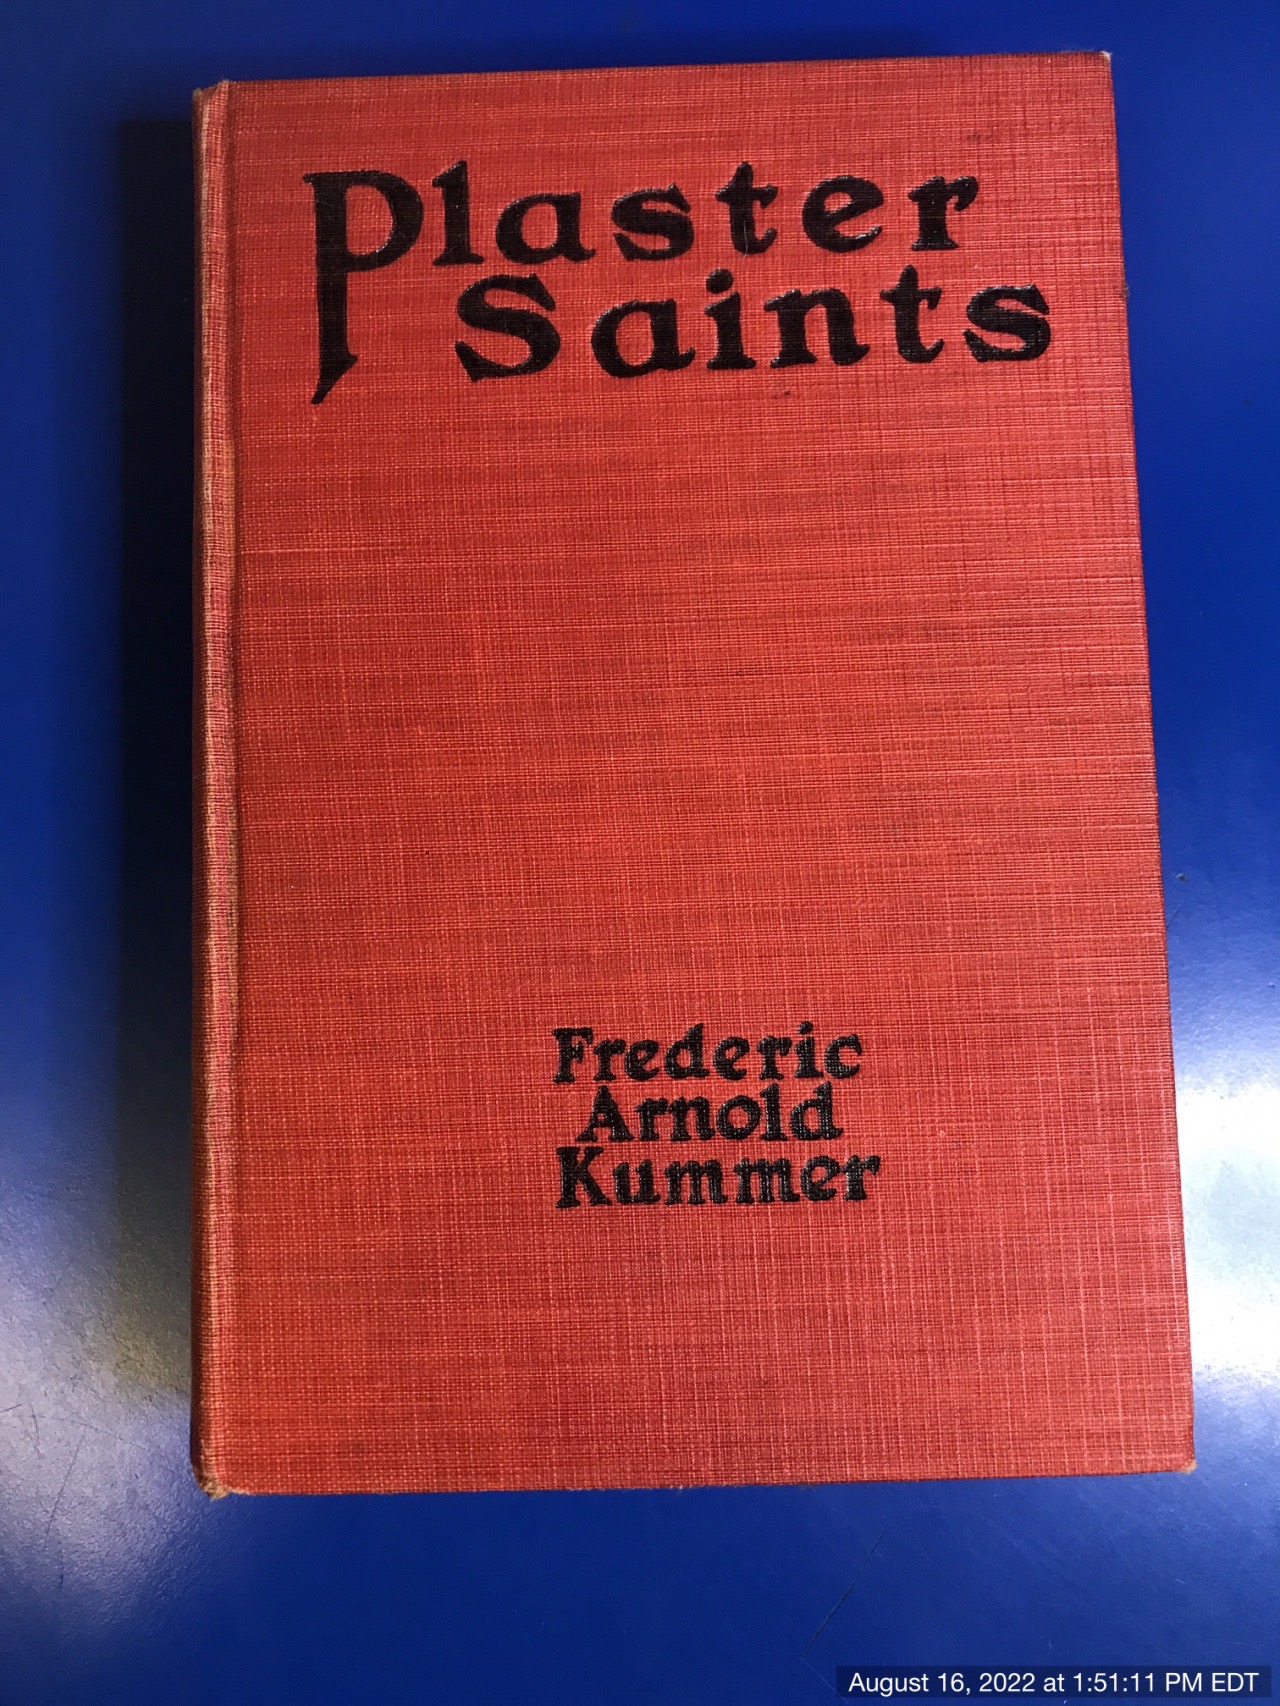 Plaster
Saints
Frederic
Arnold
Kummer
August 16, 2022 at 1:51:11 PM EDT